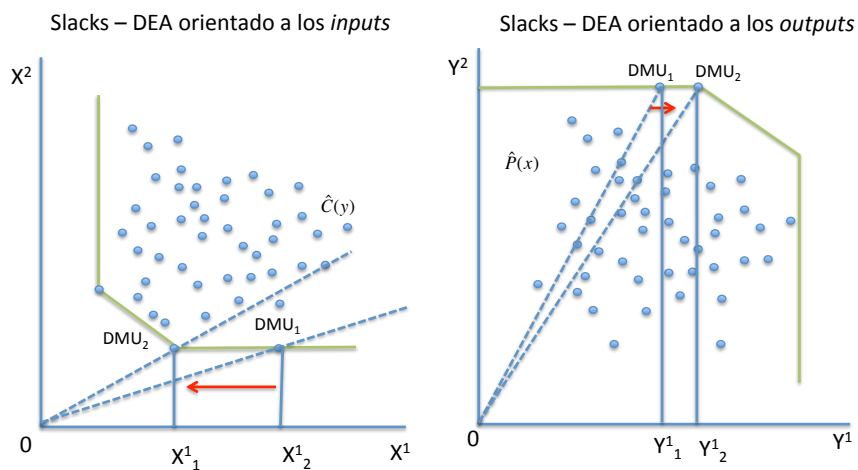 Slacks – DEA orientado a los inputs
X²
Ĉ(y)
DMU₂
DMU₁
0
X¹₁
X¹₂
X¹
Slacks – DEA orientado a los outputs
Y²
DMU₁
DMU₂
P̂(x)
0
Y¹₁
Y¹₂
Y¹